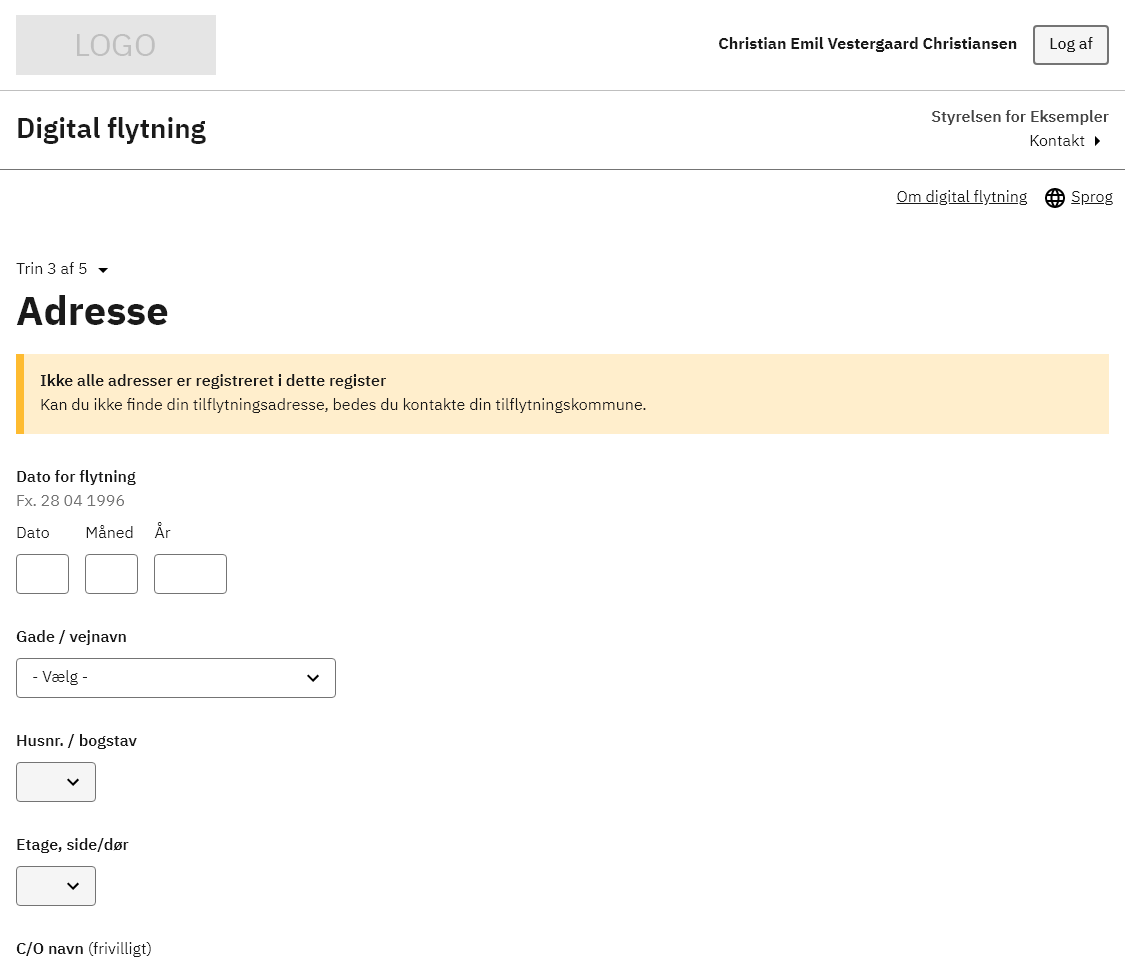 LOGO
Christian Emil Vestergaard Christiansen
Log af
Digital flytning
Styrelsen for Eksempler
Kontakt
Om digital flytning
Sprog
Trin 3 af 5
Adresse
Ikke alle adresser er registreret i dette register
Kan du ikke finde din tilflytningsadresse, bedes du kontakte din tilflytningskommune.
Dato for flytning
Fx. 28 04 1996
Dato Måned År
Gade / vejnavn
- Vælg -
Husnr. / bogstav
Etage, side/dør
C/O navn (frivilligt)